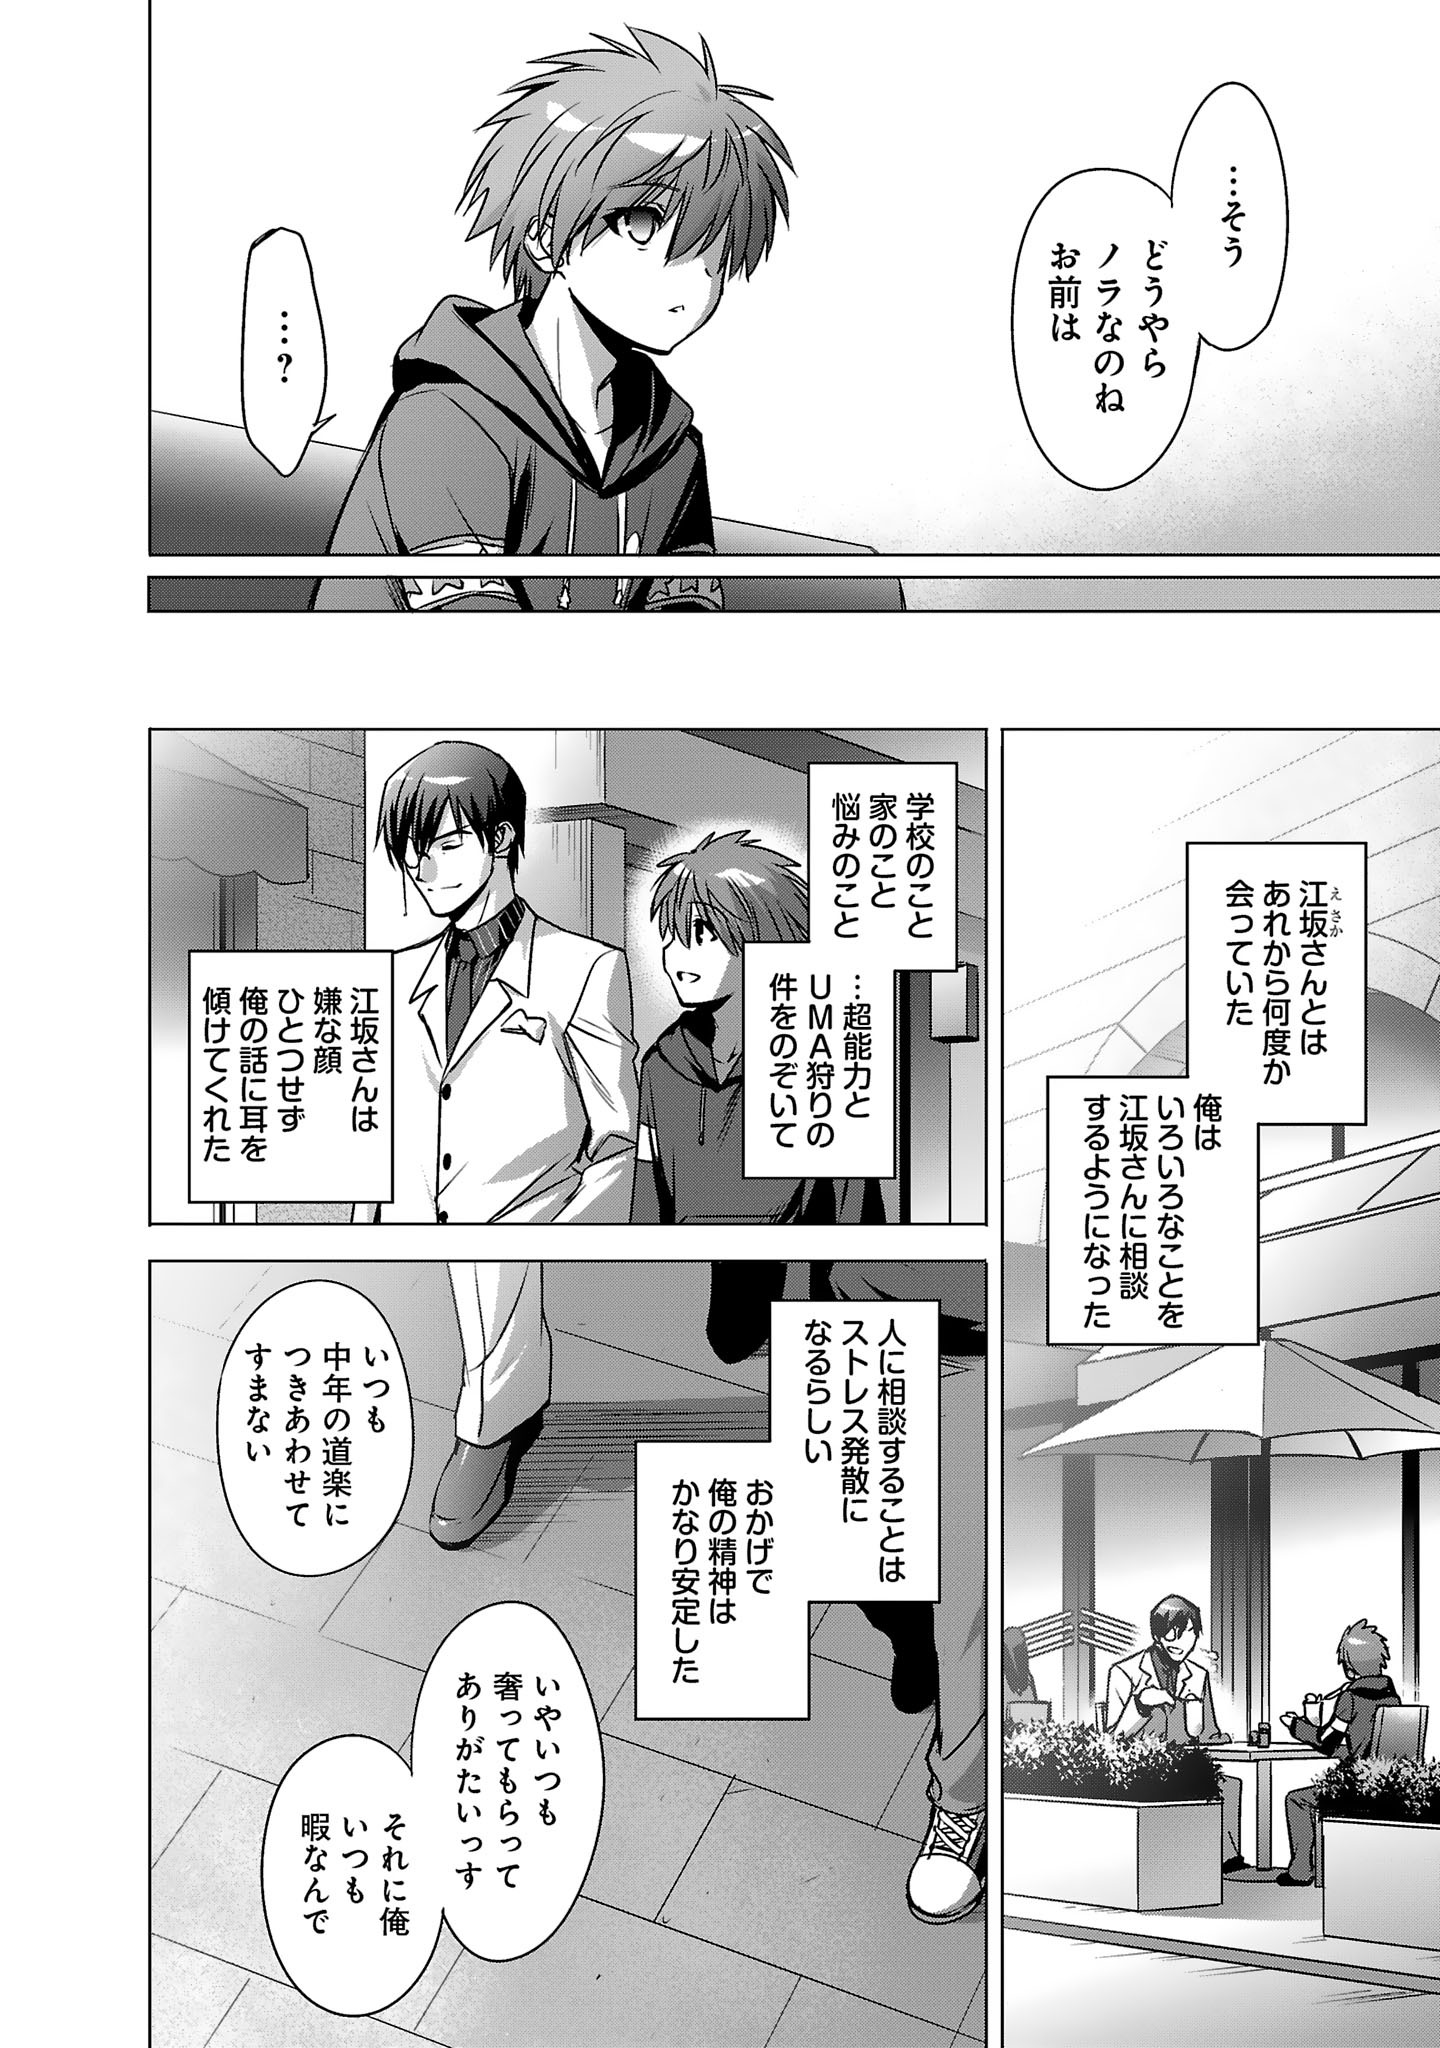 …そう
どうやら
ノラなのね
お前は
…?
江坂さんとは
えさか
あれから何度か
会っていた
俺は
いろいろなことを
江坂さんに相談
するようになった
学校のこと
家のこと
悩みのこと
…超能力と
UMA狩りの
件をのぞいて
江坂さんは
嫌な顔
ひとつせず
俺の話に耳を
傾けてくれた
人に相談することは
ストレス発散に
なるらしい
おかげで
俺の精神は
かなり安定した
いつも
中年の道楽に
つきあわせて
すまない
いやいつも
奢ってもらって
ありがたいっす
それに俺
いつも
暇なんで